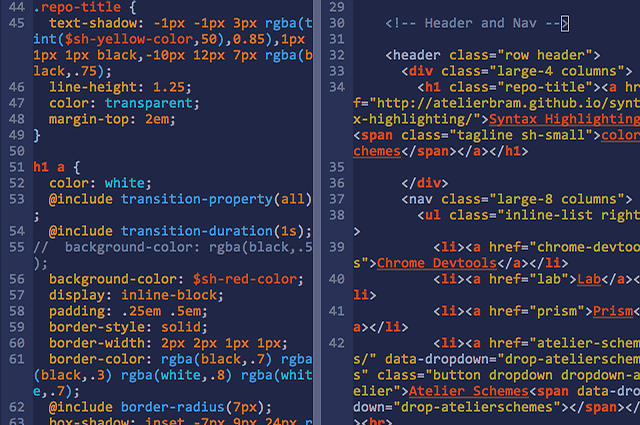 44 .repo-title {
45 text-shadow: -1px -1px 3px rgba(t
int($sh-yellow-color,50),0.85),1px
1px 1px black,-10px 12px 7px rgba(b
lack,.75);
46 line-height: 1.25;
47 color: transparent;
48 margin-top: 2em;
49 }
50
51 h1 a {
52 color: white;
53 @include transition-property(all)
;
54 @include transition-duration(1s);
55 // background-color: rgba(black,.5
);
56 background-color: $sh-red-color;
57 display: inline-block;
58 padding: .25em .5em;
59 border-style: solid;
60 border-width: 2px 2px 1px 1px;
61 border-color: rgba(black,.7) rgba
(black,.3) rgba(white,.8) rgba(whit
e,.7);
62 @include border-radius(7px);
63 box-shadow: inset -7px 9px 24px r
29
30 <!-- Header and Nav -->
31
32 <header class="row header">
33 <div class="large-4 columns">
34 <h1 class="repo-title"><a hr
f="http://atelierbram.github.io/synt
x-highlighting/">Syntax Highlighting
<span class="tagline sh-small">color
chemes</span></a></h1>
35
36 </div>
37 <nav class="large-8 columns">
38 <ul class="inline-list right
>
39 <li><a href="chrome-devtoo
s">Chrome Devtools</a></li>
40 <li><a href="lab">Lab</a><
li>
41 <li><a href="prism">Prism<
a></li>
42 <li><a href="atelier-schem
s/" data-dropdown="drop-atelierschem
s" class="button dropdown dropdown-a
elier">Atelier Schemes<span data-dro
down="drop-atelierschemes"></span></
><br>